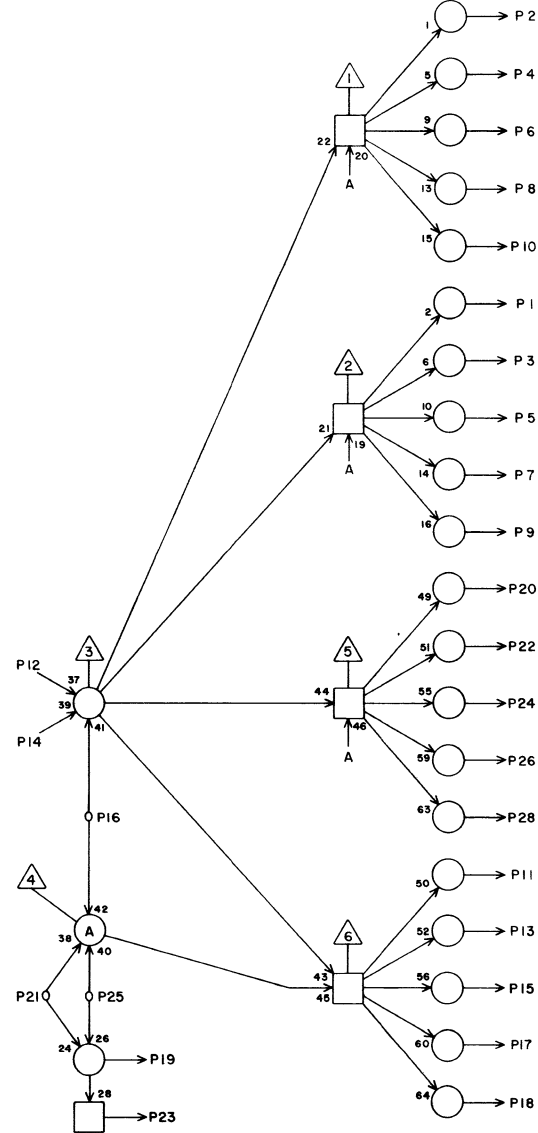 1 P2
1
5 P4
9 P6
22 20
A
13 P8
15 P10
2 P1
2
6 P3
10 P5
21 19
A
14 P7
16 P9
49 P20
3
5
51 P22
P12 37
39
P14 41
44 46
A
55 P24
59 P26
63 P28
P16
4
50 P11
42
A
38 40
6
52 P13
43
45
56 P15
P21 P25
60 P17
24 26
P19
64 P18
28
P23